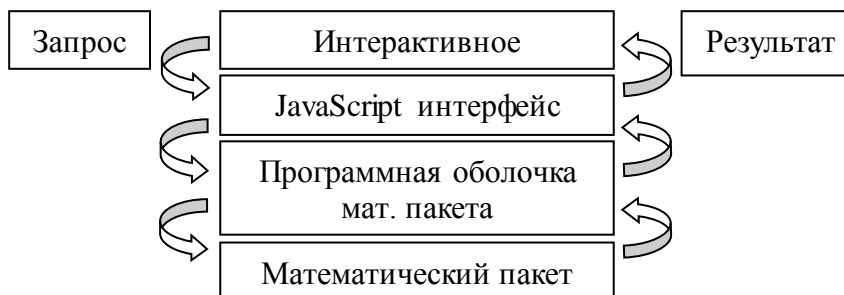 Запрос
Интерактивное
Результат
JavaScript интерфейс
Программная оболочка
мат. пакета
Математический пакет